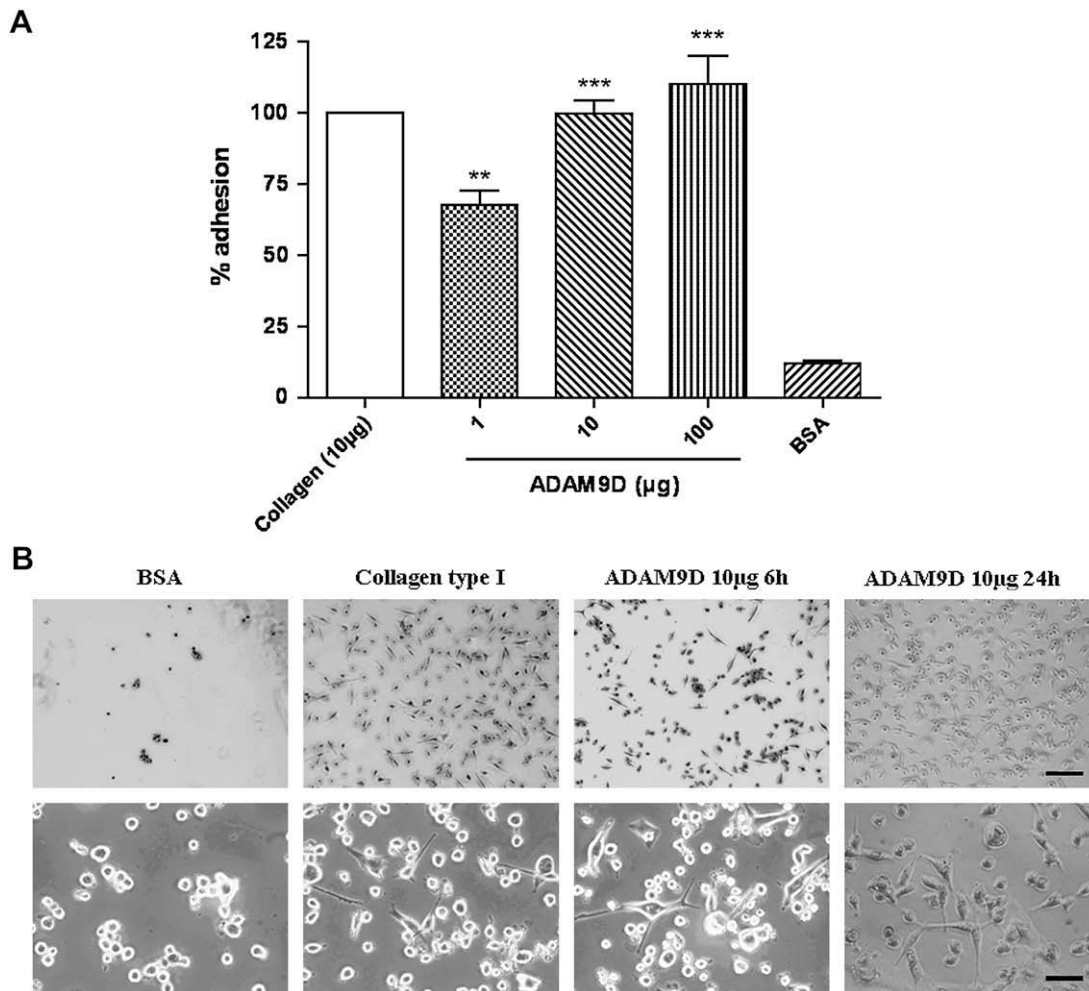 A
% adhesion
125
100
75
50
25
0
**
***
***
Collagen (10µg)
1
10
100
BSA
ADAM9D (µg)
B
BSA
Collagen type I
ADAM9D 10µg 6h
ADAM9D 10µg 24h